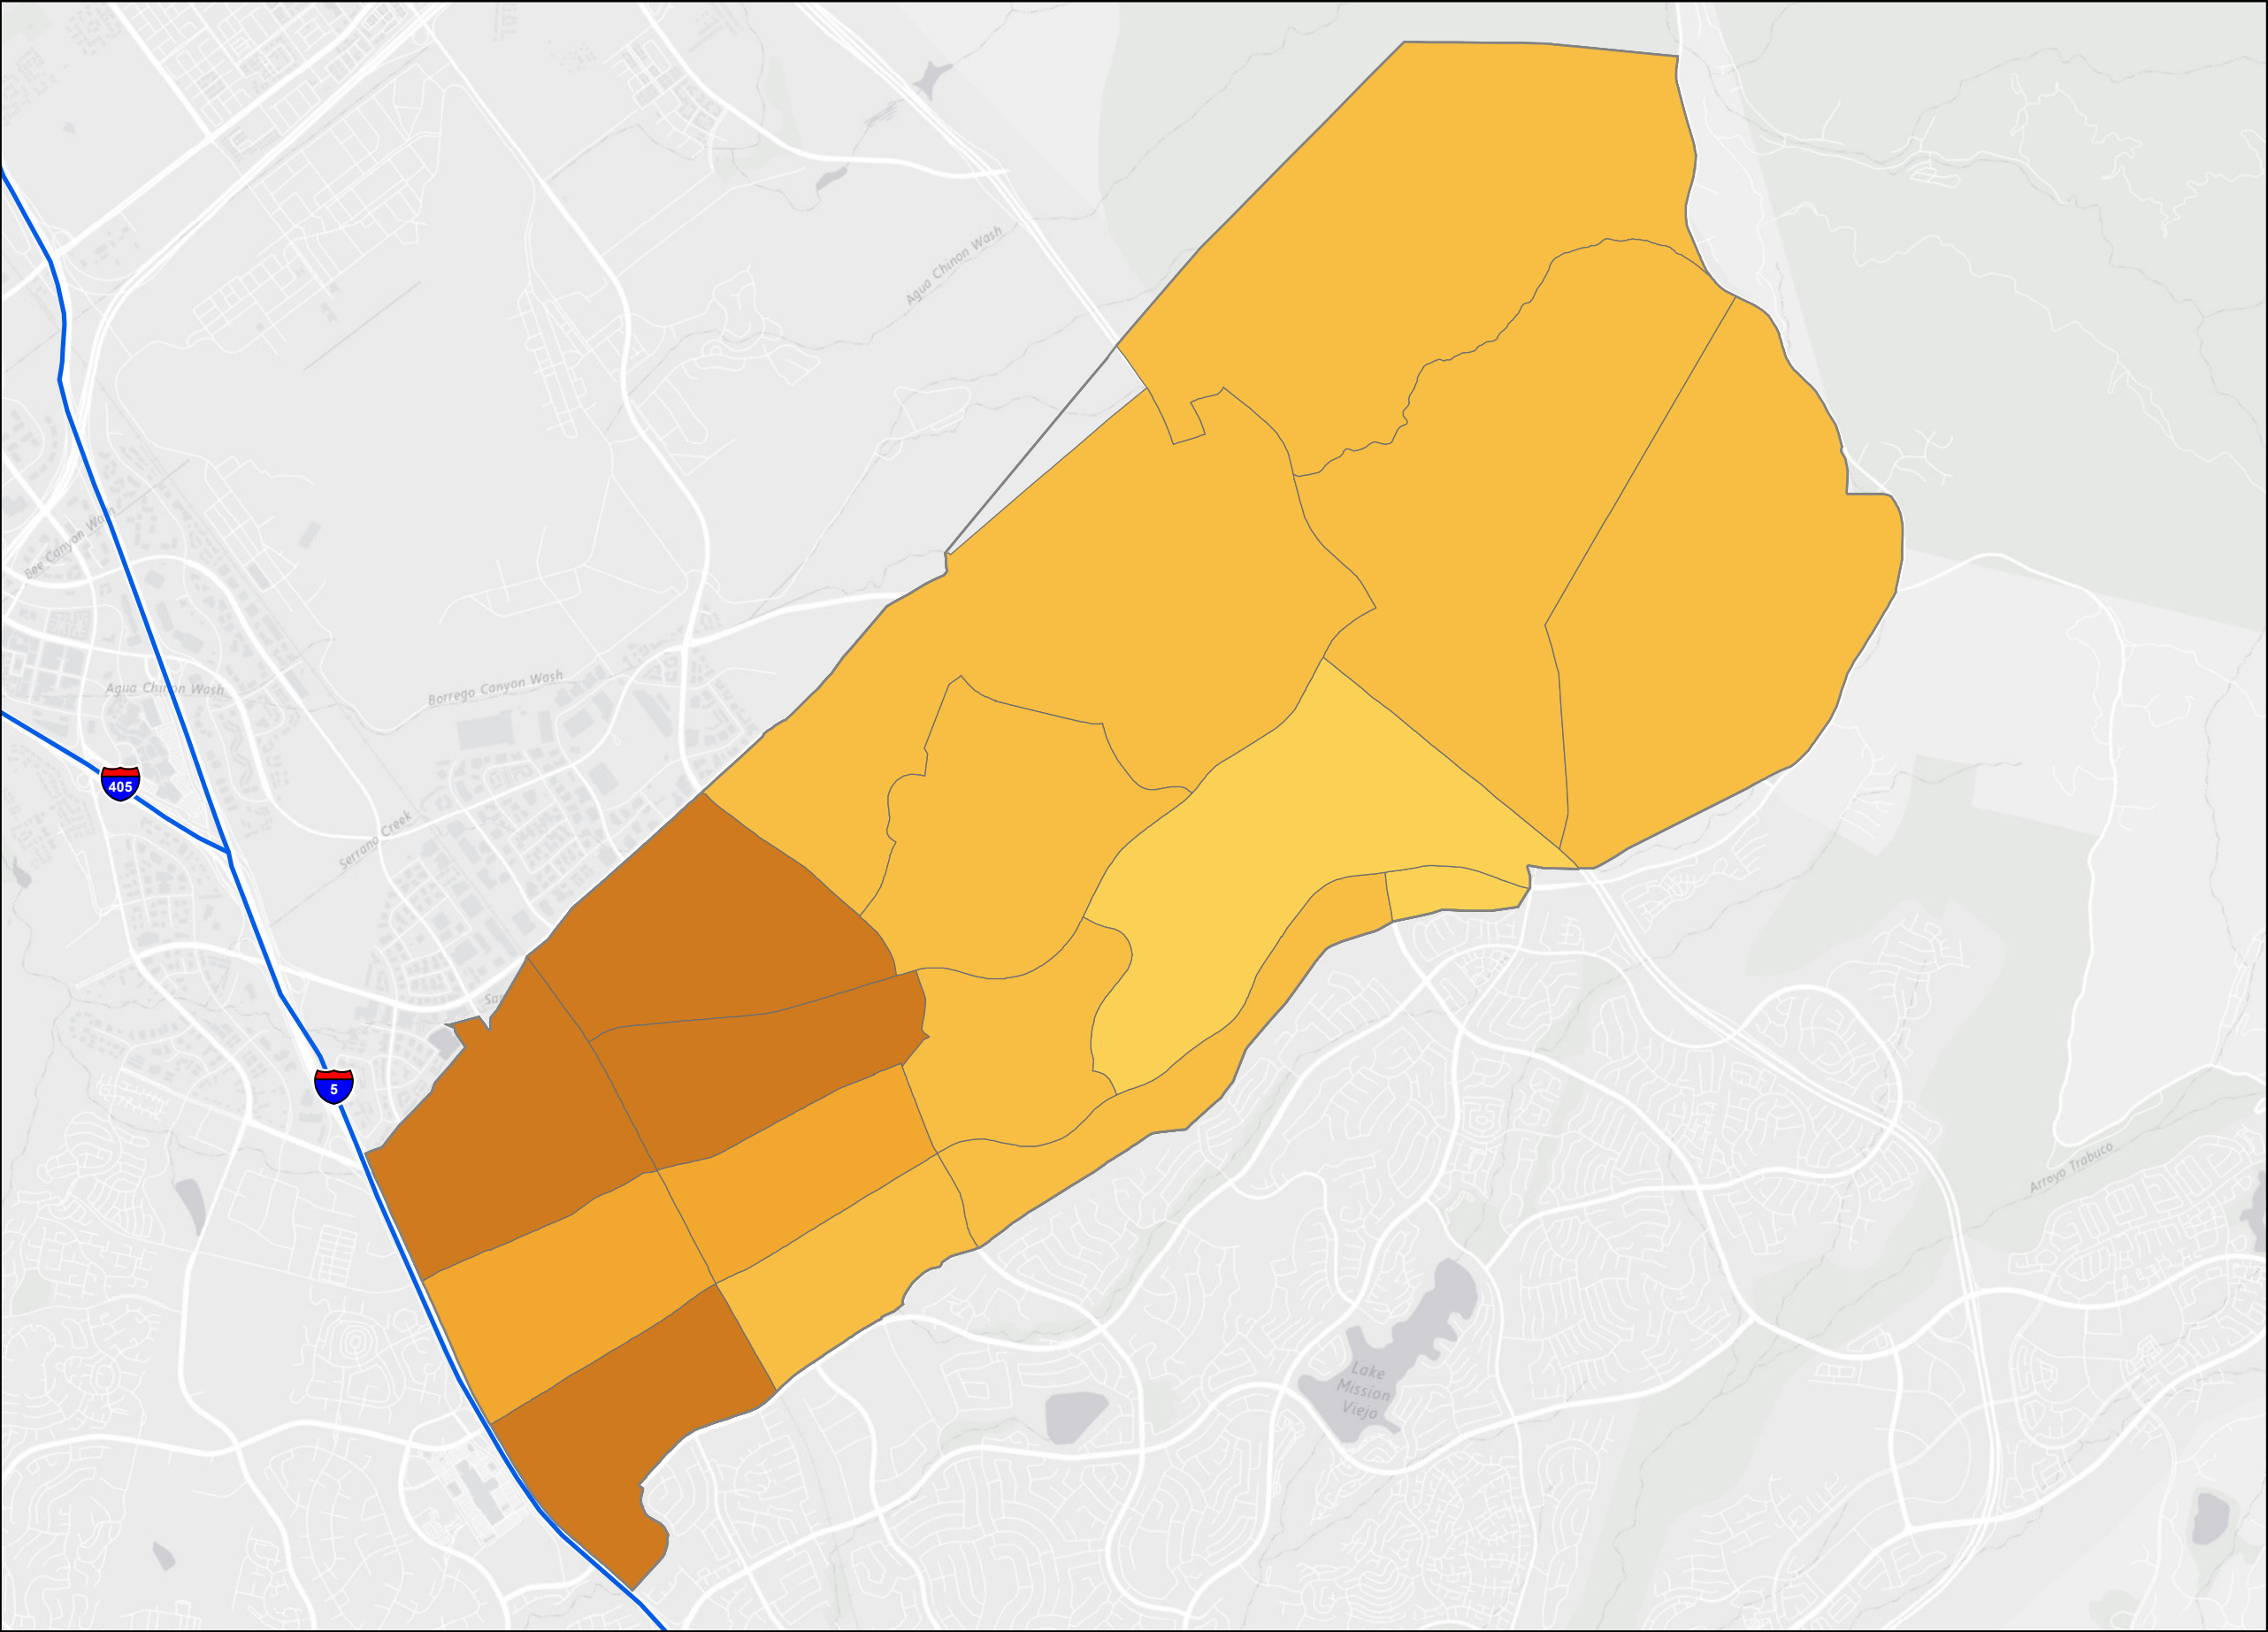 Agua Chinon Wash
Bee Canyon Wash
Agua Chinon Wash
Borrego Canyon Wash
405
Serrano Creek
5
Arroyo Trabuco
Lake
Mission
Viejo